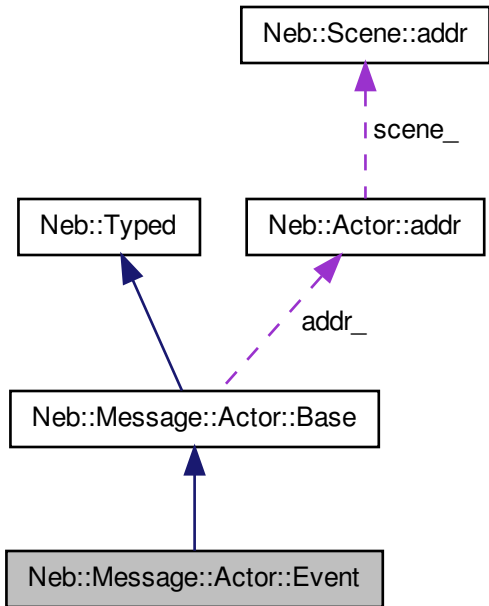 Neb::Scene::addr
scene_
Neb::Typed
Neb::Actor::addr
addr_
Neb::Message::Actor::Base
Neb::Message::Actor::Event